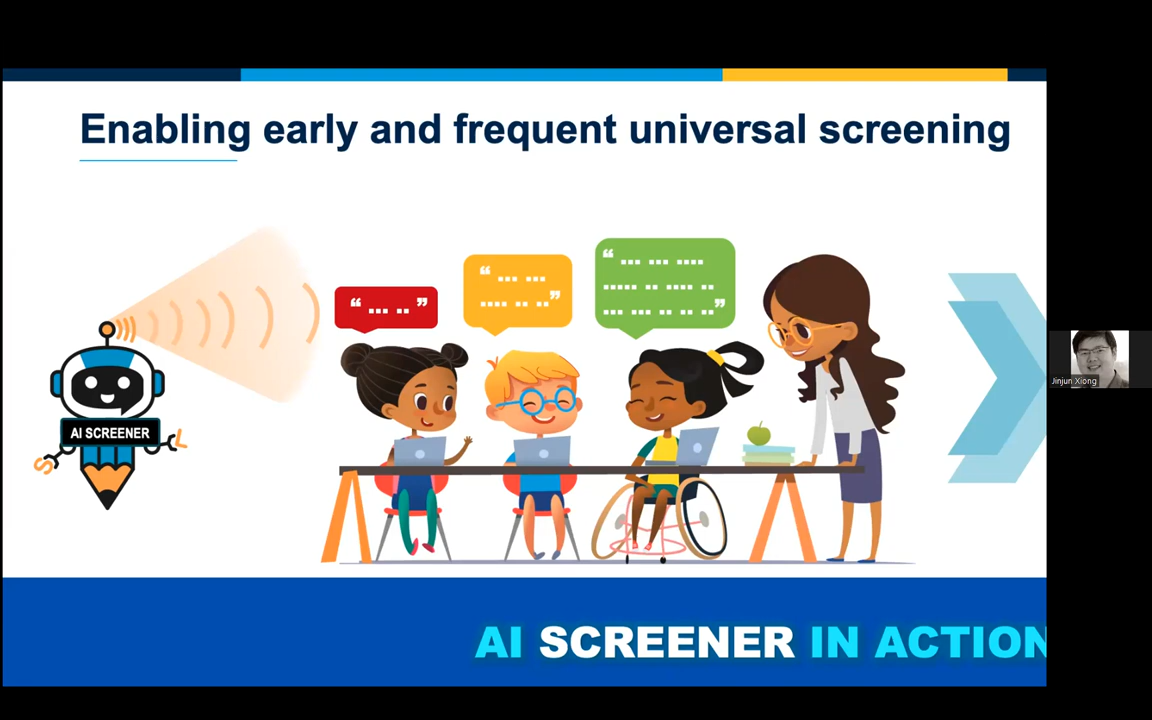 Enabling early and frequent universal screening
AI SCREENER
S
L
Jinjun Xiong
AI SCREENER IN ACTION